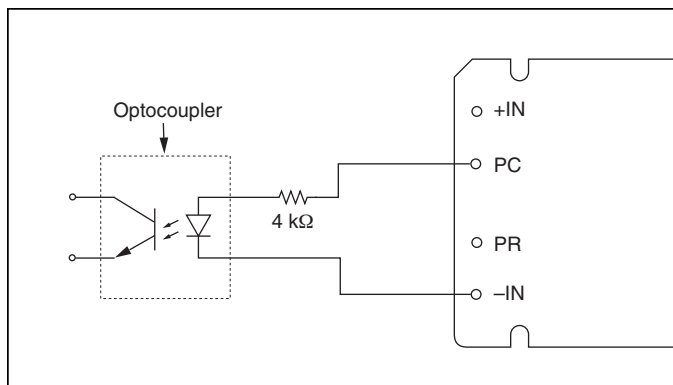 Optocoupler
+IN
PC
4 kΩ
PR
–IN